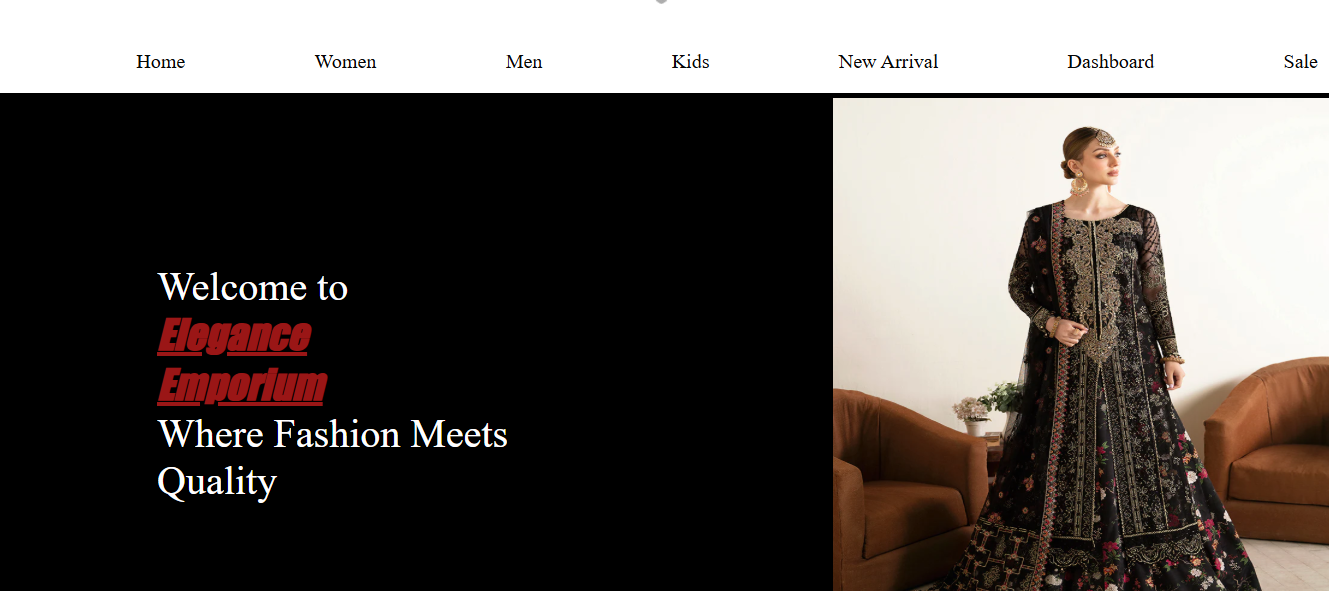 Home Women Men Kids New Arrival Dashboard Sale
Welcome to
Elegance
Emporium
Where Fashion Meets
Quality